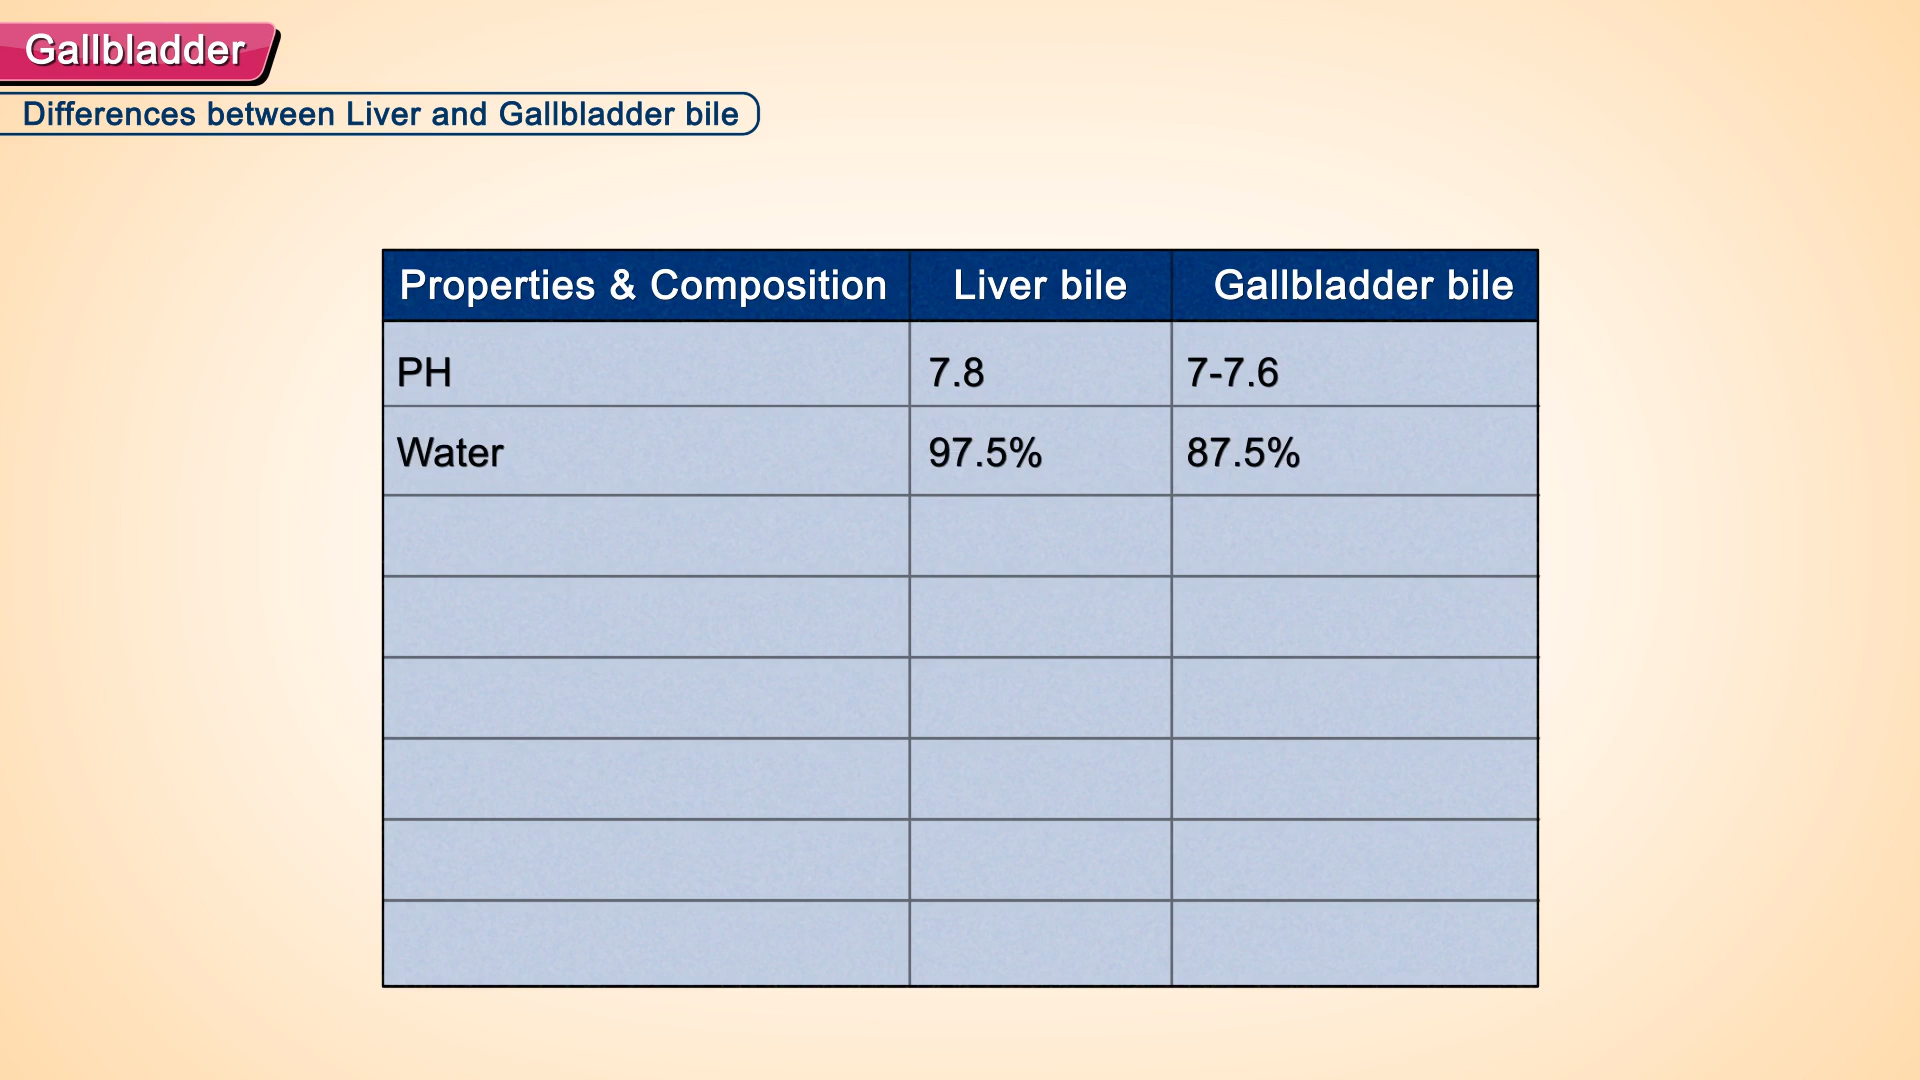 Gallbladder
Differences between Liver and Gallbladder bile
Properties & Composition Liver bile Gallbladder bile
PH 7.8 7-7.6
Water 97.5% 87.5%